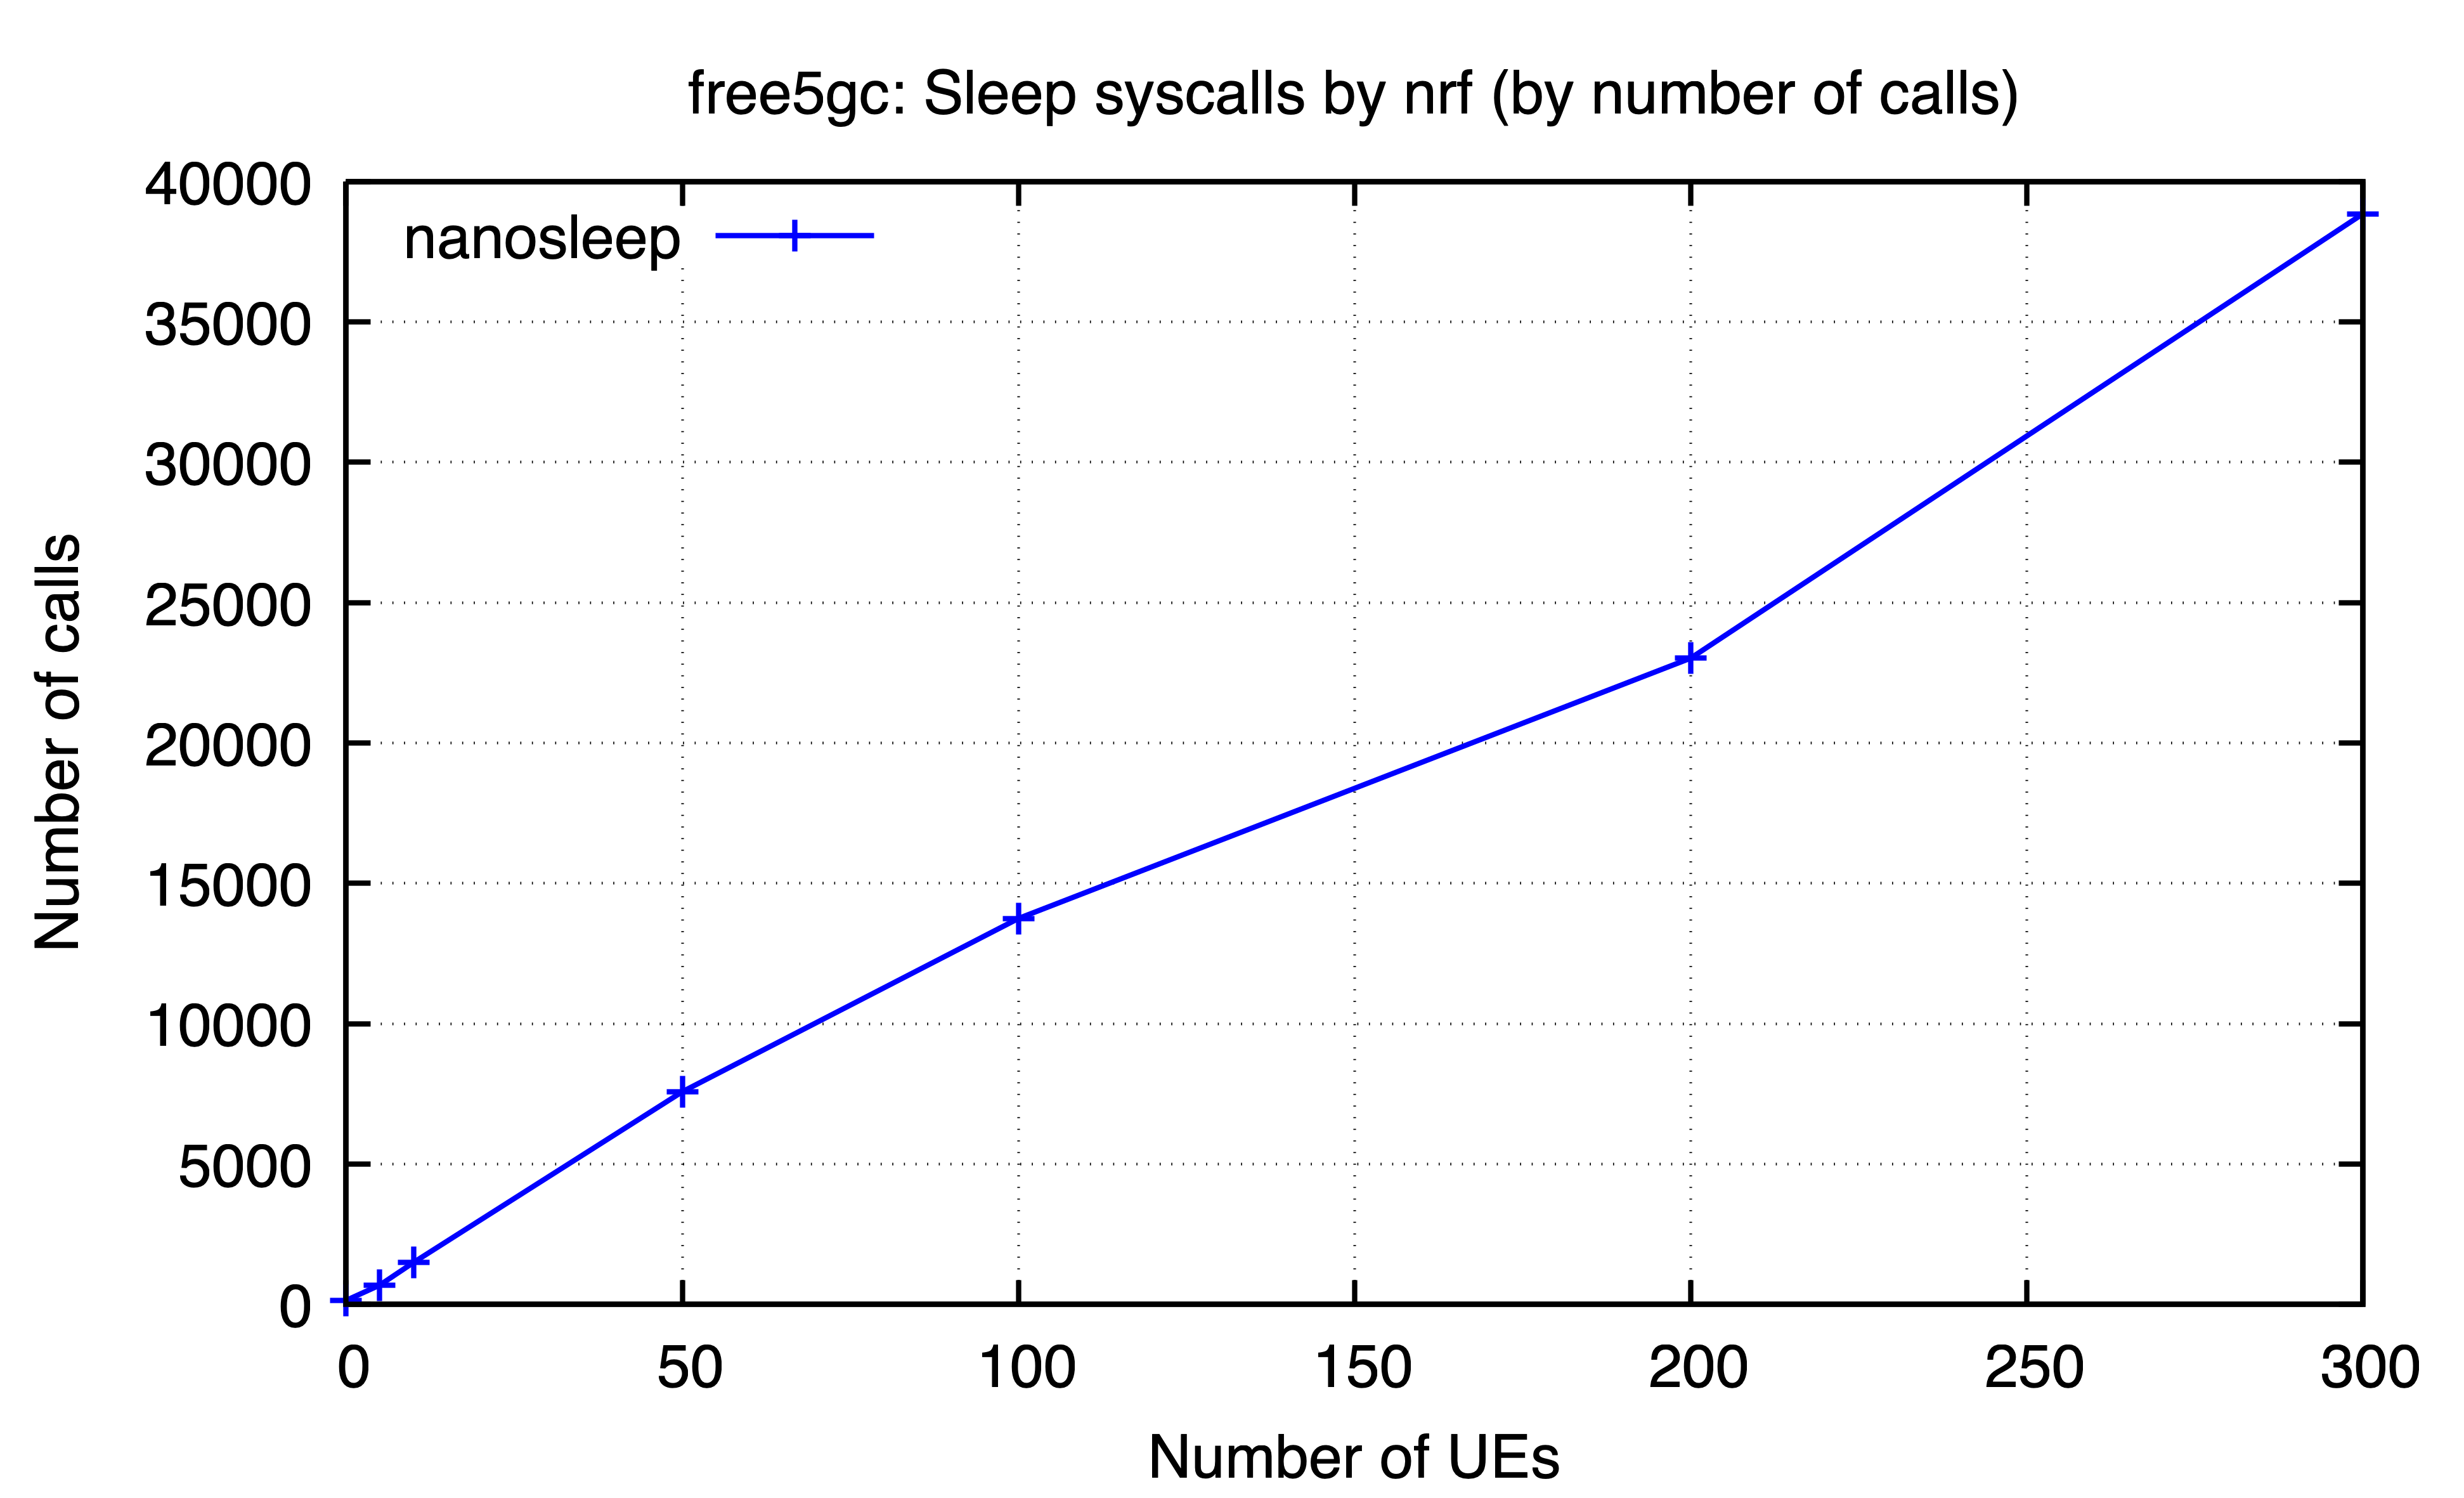 free5gc: Sleep syscalls by nrf (by number of calls)
40000
nanosleep
35000
30000
25000
20000
15000
10000
5000
0
Number of calls
0 50 100 150 200 250 300
Number of UEs